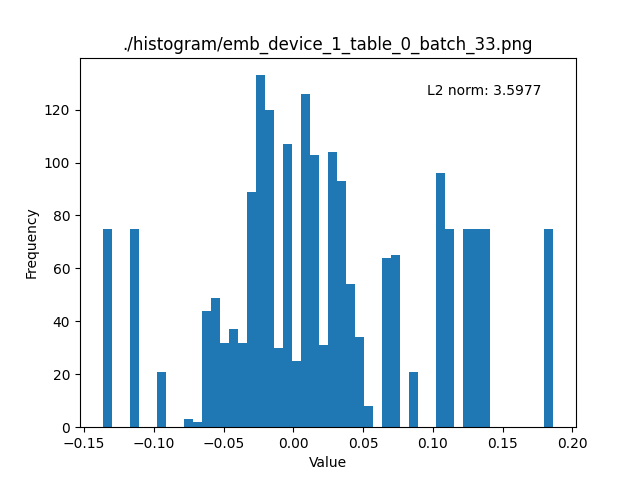 ./histogram/emb_device_1_table_0_batch_33.png
L2 norm: 3.5977
Frequency
120
100
80
60
40
20
0
−0.15 −0.10 −0.05 0.00 0.05 0.10 0.15 0.20
Value